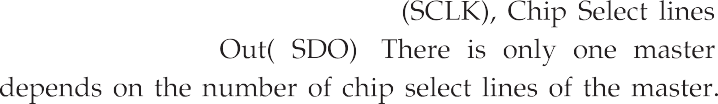 (SCLK), Chip Select lines
Out( SDO) There is only one master
depends on the number of chip select lines of the master.